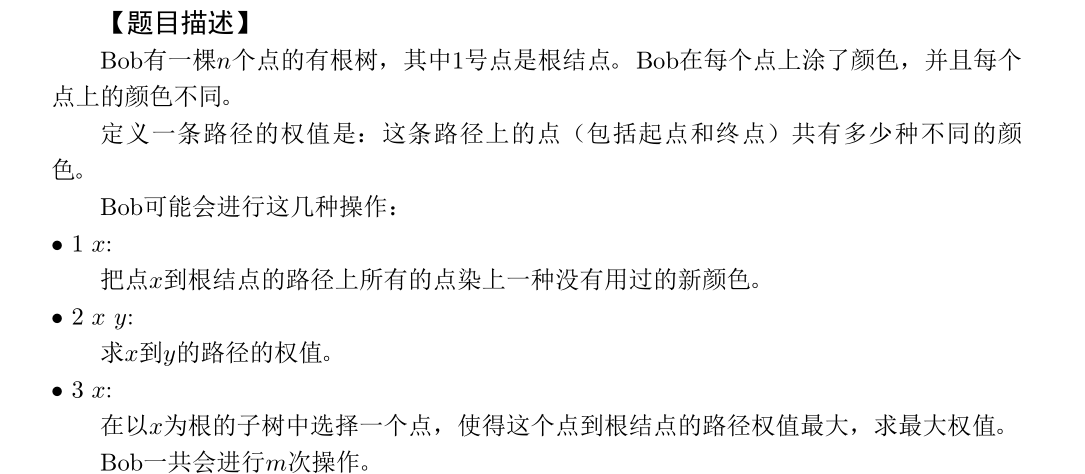 【题目描述】
Bob有一棵n个点的有根树，其中1号点是根结点。Bob在每个点上涂了颜色，并且每个
点上的颜色不同。
定义一条路径的权值是：这条路径上的点（包括起点和终点）共有多少种不同的颜
色。
Bob可能会进行这几种操作：
• 1 x:
把点x到根结点的路径上所有的点染上一种没有用过的新颜色。
• 2 x y:
求x到y的路径的权值。
• 3 x:
在以x为根的子树中选择一个点，使得这个点到根结点的路径权值最大，求最大权值。
Bob一共会进行m次操作。